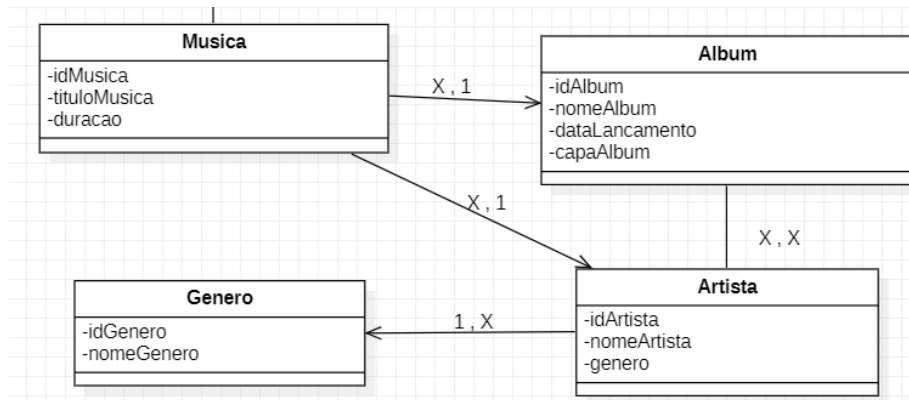 Musica
-idMusica
-tituloMusica
-duracao
X , 1
Album
-idAlbum
-nomeAlbum
-dataLancamento
-capaAlbum
X , 1
X , X
Genero
-idGenero
-nomeGenero
1 , X
Artista
-idArtista
-nomeArtista
-genero